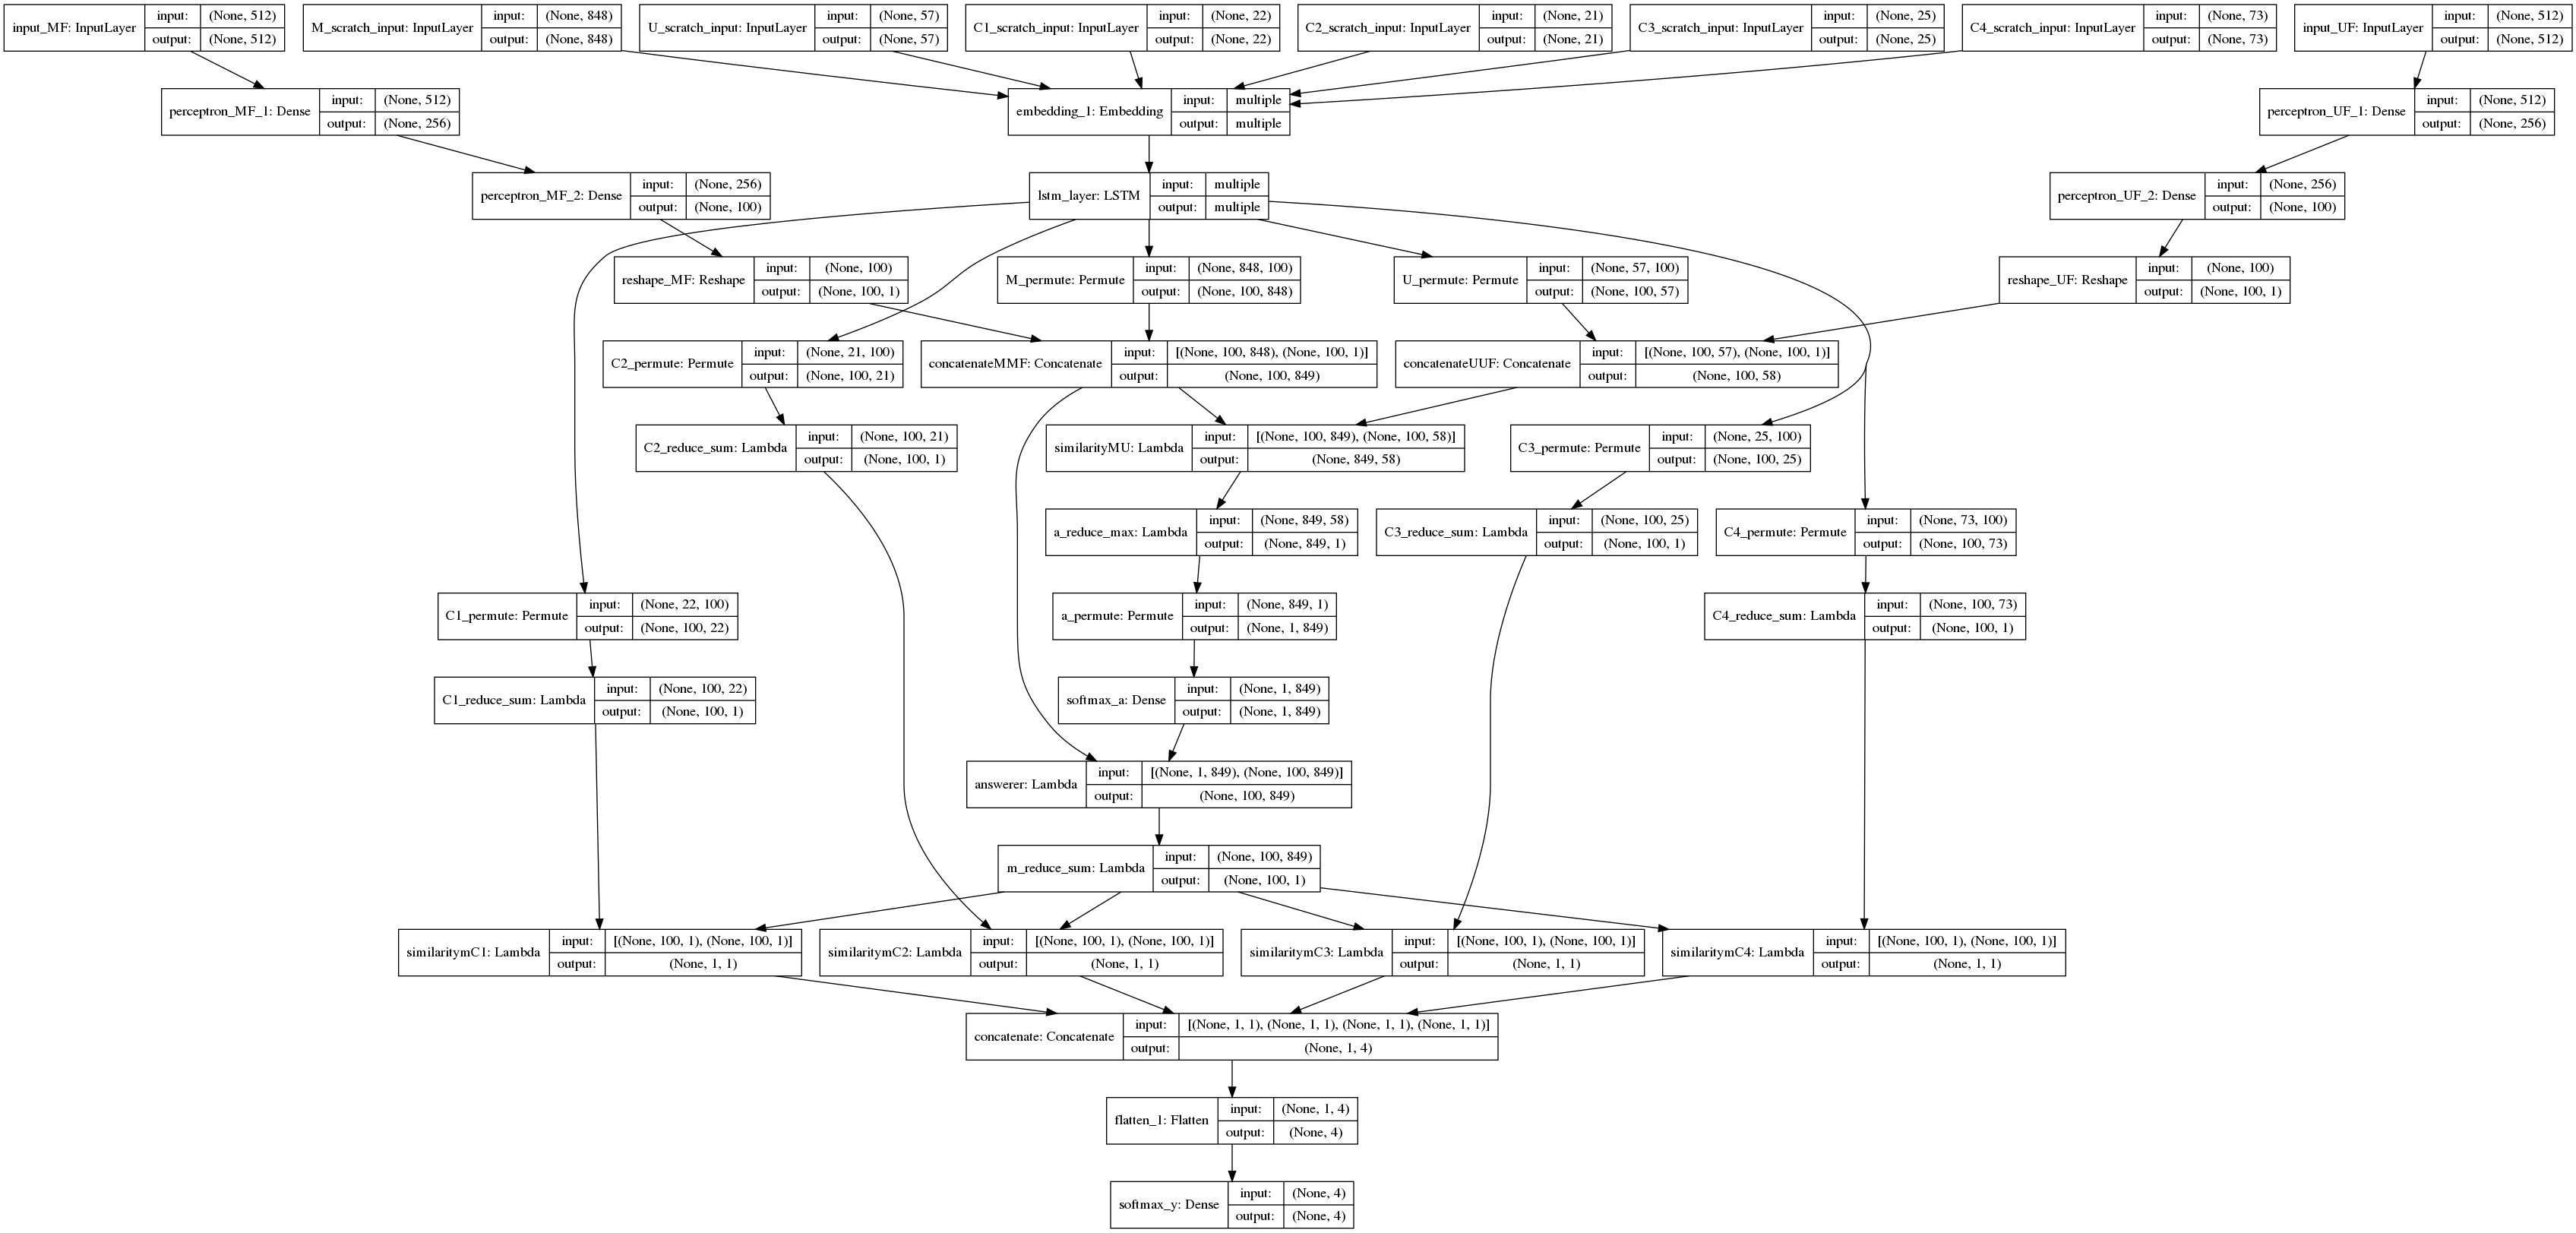 input_MF: InputLayer
input: (None, 512)
output: (None, 512)
M_scratch_input: InputLayer
input: (None, 848)
output: (None, 848)
U_scratch_input: InputLayer
input: (None, 57)
output: (None, 57)
C1_scratch_input: InputLayer
input: (None, 22)
output: (None, 22)
C2_scratch_input: InputLayer
input: (None, 21)
output: (None, 21)
C3_scratch_input: InputLayer
input: (None, 25)
output: (None, 25)
C4_scratch_input: InputLayer
input: (None, 73)
output: (None, 73)
input_UF: InputLayer
input: (None, 512)
output: (None, 512)
perceptron_MF_1: Dense
input: (None, 512)
output: (None, 256)
embedding_1: Embedding
input: multiple
output: multiple
perceptron_UF_1: Dense
input: (None, 512)
output: (None, 256)
perceptron_MF_2: Dense
input: (None, 256)
output: (None, 100)
lstm_layer: LSTM
input: multiple
output: multiple
perceptron_UF_2: Dense
input: (None, 256)
output: (None, 100)
reshape_MF: Reshape
input: (None, 100)
output: (None, 100, 1)
M_permute: Permute
input: (None, 848, 100)
output: (None, 100, 848)
U_permute: Permute
input: (None, 57, 100)
output: (None, 100, 57)
reshape_UF: Reshape
input: (None, 100)
output: (None, 100, 1)
C2_permute: Permute
input: (None, 21, 100)
output: (None, 100, 21)
concatenateMMF: Concatenate
input: [(None, 100, 848), (None, 100, 1)]
output: (None, 100, 849)
concatenateUUF: Concatenate
input: [(None, 100, 57), (None, 100, 1)]
output: (None, 100, 58)
C2_reduce_sum: Lambda
input: (None, 100, 21)
output: (None, 100, 1)
similarityMU: Lambda
input: [(None, 100, 849), (None, 100, 58)]
output: (None, 849, 58)
C3_permute: Permute
input: (None, 25, 100)
output: (None, 100, 25)
a_reduce_max: Lambda
input: (None, 849, 58)
output: (None, 849, 1)
C3_reduce_sum: Lambda
input: (None, 100, 25)
output: (None, 100, 1)
C4_permute: Permute
input: (None, 73, 100)
output: (None, 100, 73)
C1_permute: Permute
input: (None, 22, 100)
output: (None, 100, 22)
a_permute: Permute
input: (None, 849, 1)
output: (None, 1, 849)
C4_reduce_sum: Lambda
input: (None, 100, 73)
output: (None, 100, 1)
C1_reduce_sum: Lambda
input: (None, 100, 22)
output: (None, 100, 1)
softmax_a: Dense
input: (None, 1, 849)
output: (None, 1, 849)
answerer: Lambda
input: [(None, 1, 849), (None, 100, 849)]
output: (None, 100, 849)
m_reduce_sum: Lambda
input: (None, 100, 849)
output: (None, 100, 1)
similaritymC1: Lambda
input: [(None, 100, 1), (None, 100, 1)]
output: (None, 1, 1)
similaritymC2: Lambda
input: [(None, 100, 1), (None, 100, 1)]
output: (None, 1, 1)
similaritymC3: Lambda
input: [(None, 100, 1), (None, 100, 1)]
output: (None, 1, 1)
similaritymC4: Lambda
input: [(None, 100, 1), (None, 100, 1)]
output: (None, 1, 1)
concatenate: Concatenate
input: [(None, 1, 1), (None, 1, 1), (None, 1, 1), (None, 1, 1)]
output: (None, 1, 4)
flatten_1: Flatten
input: (None, 1, 4)
output: (None, 4)
softmax_y: Dense
input: (None, 4)
output: (None, 4)